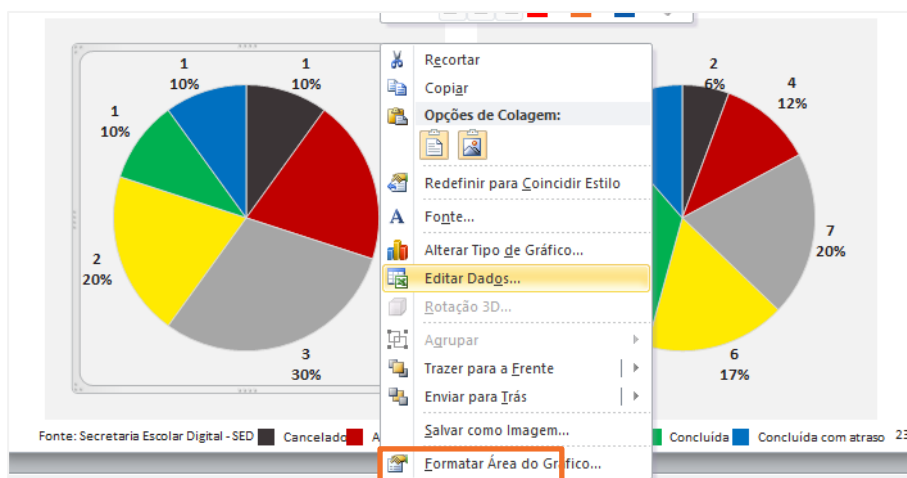 1
10%
1
10%
1
10%
2
20%
3
30%
Recortar
Copiar
Opções de Colagem:
Redefinir para Coincidir Estilo
A Fonte...
Alterar Tipo de Gráfico...
Editar Dados...
Rotação 3D...
Agrupar
Trazer para a Frente
Enviar para Trás
Salvar como Imagem...
Formatar Área do Gráfico...
2
6%
4
12%
7
20%
6
17%
Fonte: Secretaria Escolar Digital - SED Cancelado A
Concluída Concluída com atraso 23